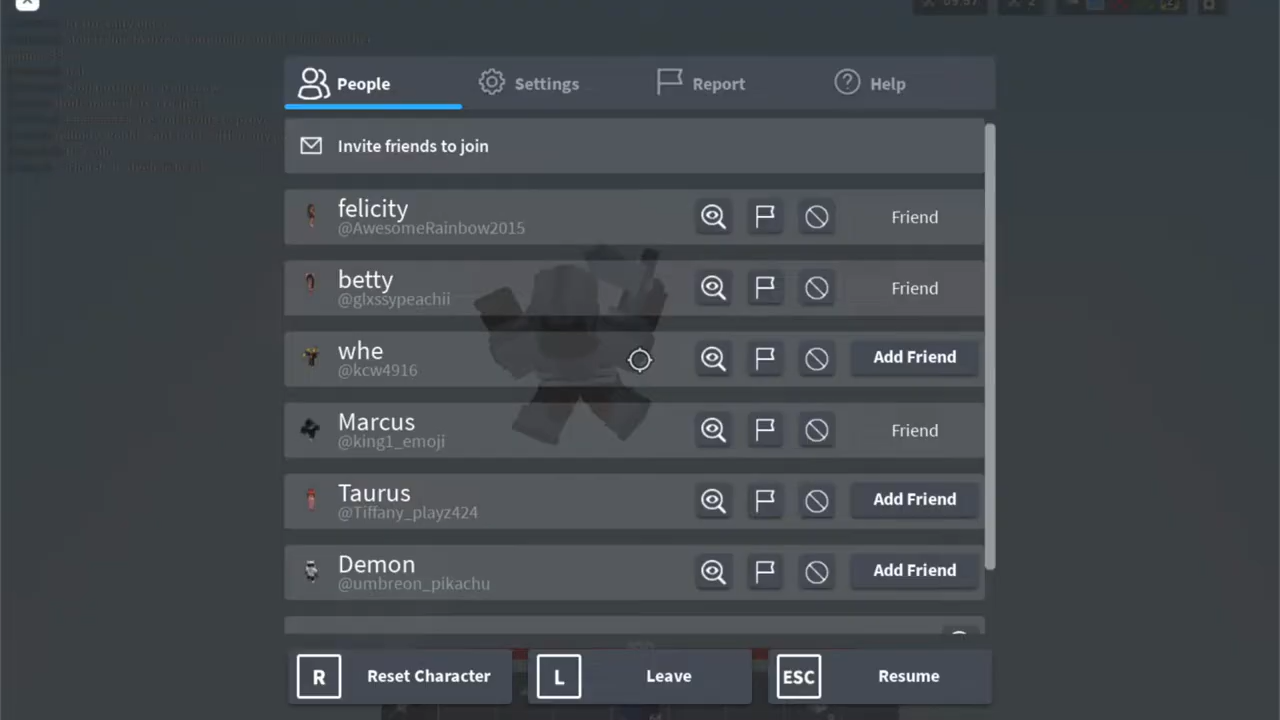 People
Settings
Report
Help
Invite friends to join
felicity
@AwesomeRainbow2015
Friend
betty
@glxssypeachii
Friend
whe
@kcw4916
Add Friend
Marcus
@king1_emoji
Friend
Taurus
@Tiffany_playz424
Add Friend
Demon
@umbreon_pikachu
Add Friend
R
Reset Character
L
Leave
ESC
Resume